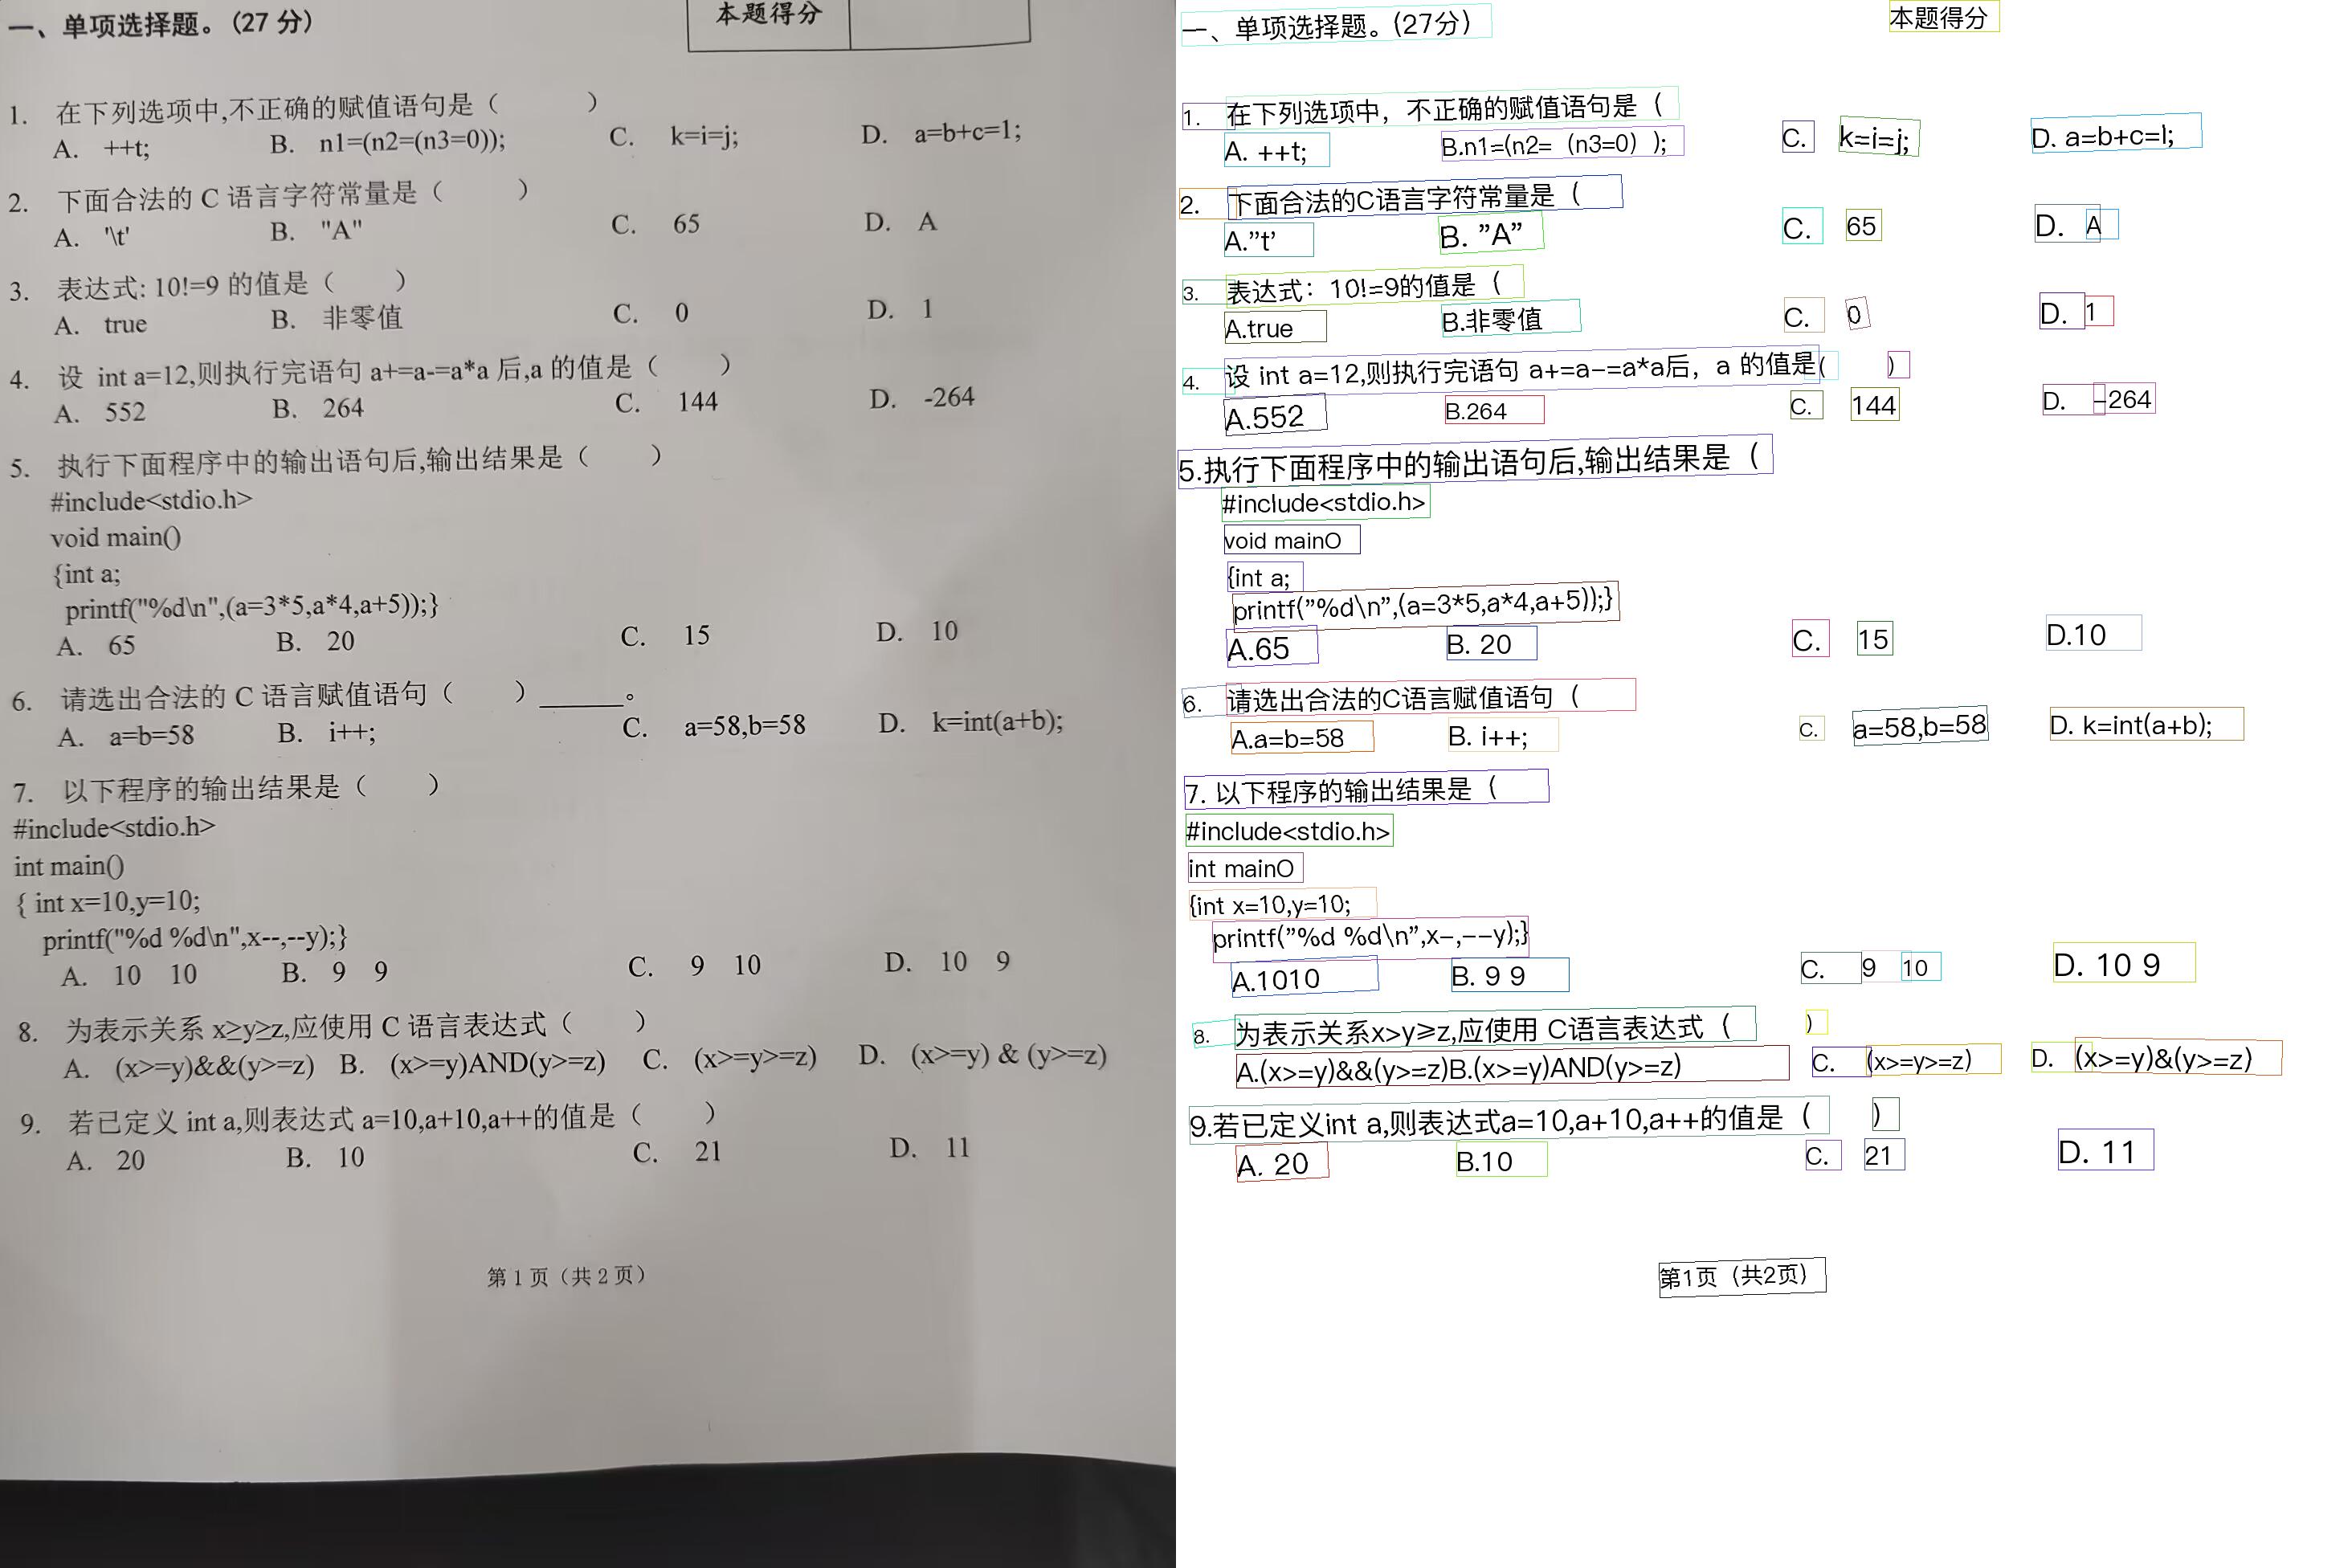 一、单项选择题。(27 分)
本题得分
1. 在下列选项中,不正确的赋值语句是（ ）
A. ++t; B. n1=(n2=(n3=0)); C. k=i=j; D. a=b+c=1;
2. 下面合法的 C 语言字符常量是（ ）
A. '\t' B. "A" C. 65 D. A
3. 表达式: 10!=9 的值是（ ）
A. true B. 非零值 C. 0 D. 1
4. 设 int a=12,则执行完语句 a+=a-=a*a 后,a 的值是（ ）
A. 552 B. 264 C. 144 D. -264
5. 执行下面程序中的输出语句后,输出结果是（ ）
#include<stdio.h>
void main()
{int a;
printf("%d\n",(a=3*5,a*4,a+5));}
A. 65 B. 20 C. 15 D. 10
6. 请选出合法的 C 语言赋值语句（ ）______。
A. a=b=58 B. i++; C. a=58,b=58 D. k=int(a+b);
7. 以下程序的输出结果是（ ）
#include<stdio.h>
int main()
{ int x=10,y=10;
printf("%d %d\n",x--,--y);}
A. 10 10 B. 9 9 C. 9 10 D. 10 9
8. 为表示关系 x≥y≥z,应使用 C 语言表达式（ ）
A. (x>=y)&&(y>=z) B. (x>=y)AND(y>=z) C. (x>=y>=z) D. (x>=y) & (y>=z)
9. 若已定义 int a,则表达式 a=10,a+10,a++的值是（ ）
A. 20 B. 10 C. 21 D. 11
第 1 页（共 2 页）
一、单项选择题。(27分）
本题得分
1. 在下列选项中，不正确的赋值语句是（
A. ++t; B.n1=(n2=（n3=0）); C. k=i=j; D. a=b+c=l;
2. 下面合法的C语言字符常量是（
A.”t’ B. ”A” C. 65 D. A
3. 表达式：10!=9的值是（
A.true B.非零值 C. 0 D. 1
4. 设 int a=12,则执行完语句 a+=a-=a*a后，a 的值是( )
A.552 B.264 C. 144 D. -264
5.执行下面程序中的输出语句后,输出结果是（
#include<stdio.h>
void mainO
{int a;
printf(”%d\n”,(a=3*5,a*4,a+5));}
A.65 B. 20 C. 15 D.10
6. 请选出合法的C语言赋值语句（
A.a=b=58 B. i++; C. a=58,b=58 D. k=int(a+b);
7. 以下程序的输出结果是（
#include<stdio.h>
int mainO
{int x=10,y=10;
printf(”%d %d\n”,x-,--y);}
A.1010 B. 9 9 C. 9 10 D. 10 9
8. 为表示关系x>y≥z,应使用 C语言表达式（ )
A.(x>=y)&&(y>=z)B.(x>=y)AND(y>=z) C. (x>=y>=z) D. (x>=y)&(y>=z)
9.若已定义int a,则表达式a=10,a+10,a++的值是（ )
A. 20 B.10 C. 21 D. 11
第1页（共2页）